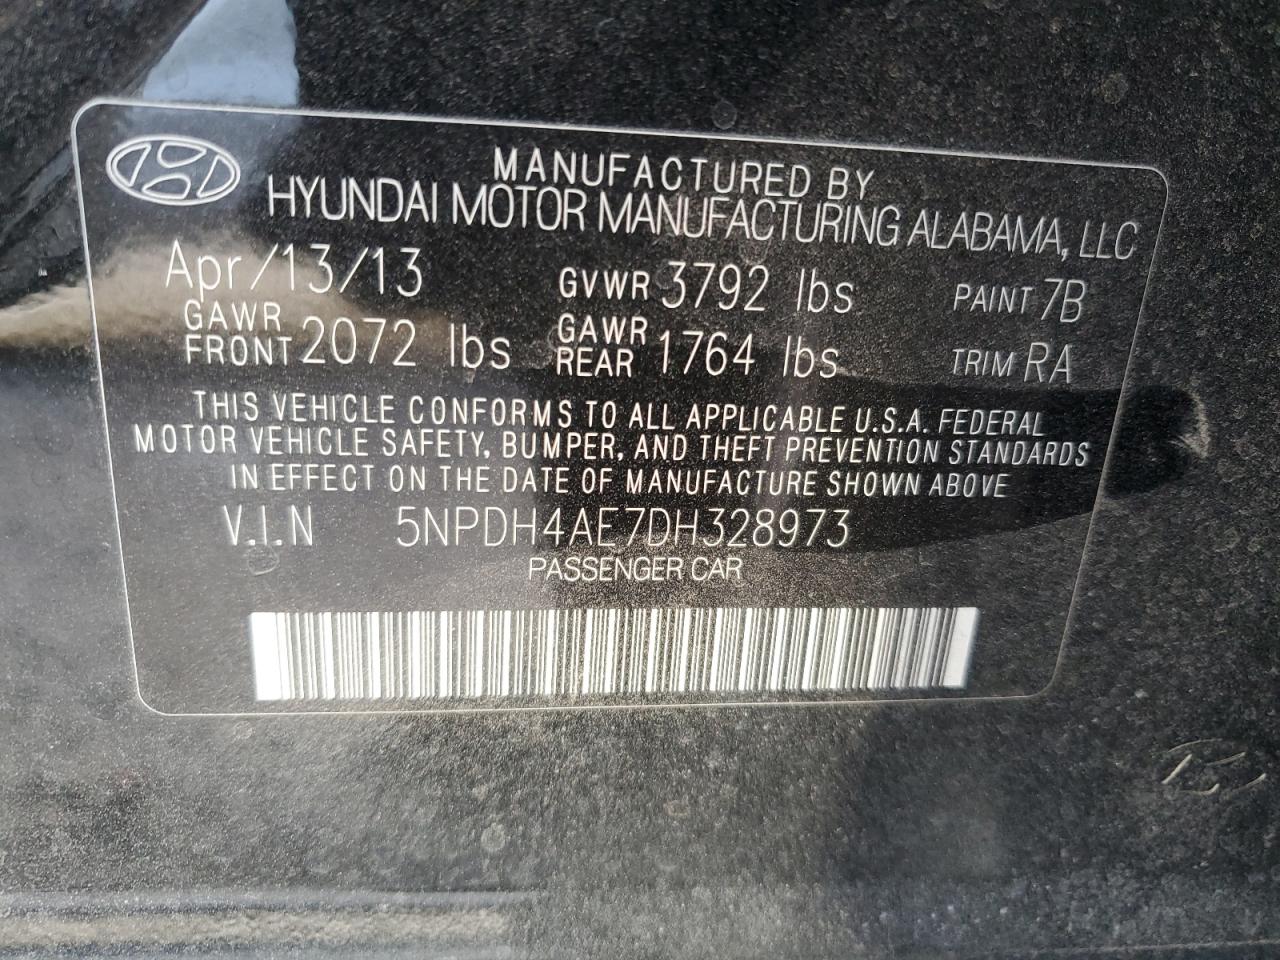 MANUFACTURED BY
HYUNDAI MOTOR MANUFACTURING ALABAMA, LLC
Apr/13/13 GVWR 3792 lbs PAINT 7B
GAWR FRONT 2072 lbs GAWR REAR 1764 lbs TRIM RA
THIS VEHICLE CONFORMS TO ALL APPLICABLE U.S.A. FEDERAL
MOTOR VEHICLE SAFETY, BUMPER, AND THEFT PREVENTION STANDARDS
IN EFFECT ON THE DATE OF MANUFACTURE SHOWN ABOVE
V.I.N 5NPDH4AE7DH328973
PASSENGER CAR